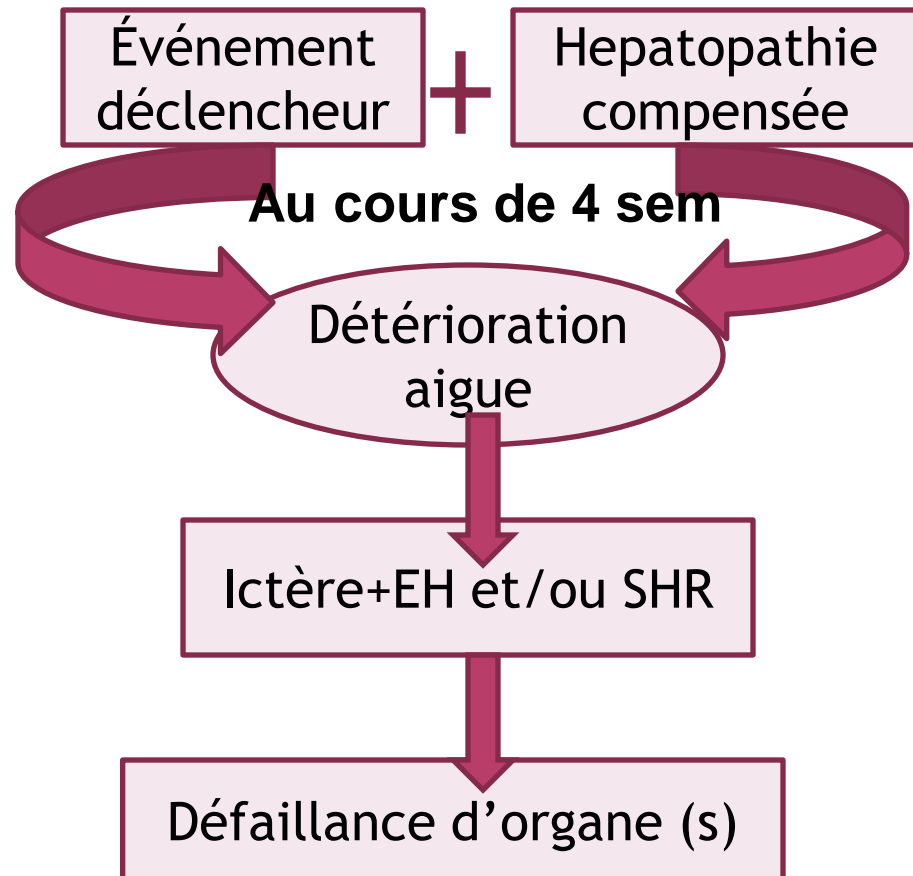 Événement
déclencheur
+
Hepatopathie
compensée
Au cours de 4 sem
Détérioration
aigue
Ictère+EH et/ou SHR
Défaillance d’organe (s)